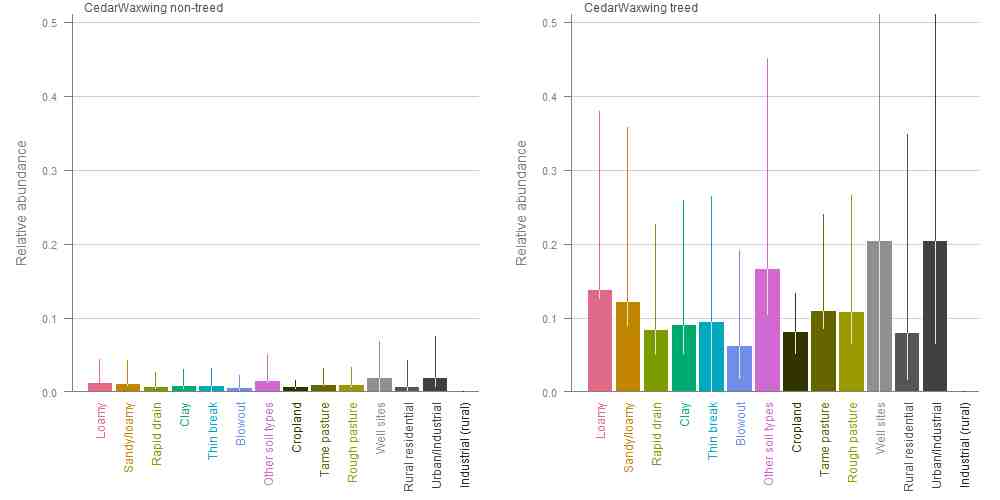 CedarWaxwing non-treed
Relative abundance
0.5
0.4
0.3
0.2
0.1
0.0
Loamy
Sandy/loamy
Rapid drain
Clay
Thin break
Blowout
Other soil types
Cropland
Tame pasture
Rough pasture
Well sites
Rural residential
Urban/Industrial
Industrial (rural)
CedarWaxwing treed
Relative abundance
0.5
0.4
0.3
0.2
0.1
0.0
Loamy
Sandy/loamy
Rapid drain
Clay
Thin break
Blowout
Other soil types
Cropland
Tame pasture
Rough pasture
Well sites
Rural residential
Urban/Industrial
Industrial (rural)